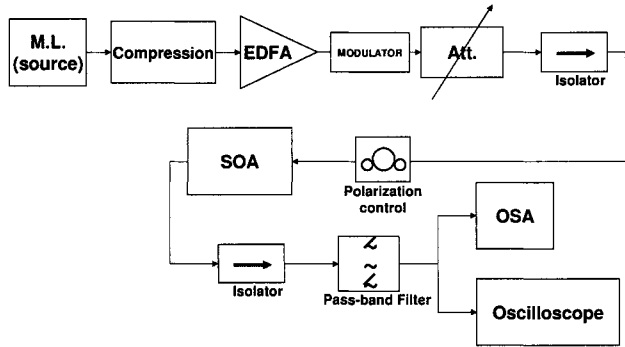 M.L.
(source)
Compression
EDFA
MODULATOR
Att.
Isolator
SOA
Polarization
control
OSA
Isolator
Pass-band Filter
Oscilloscope